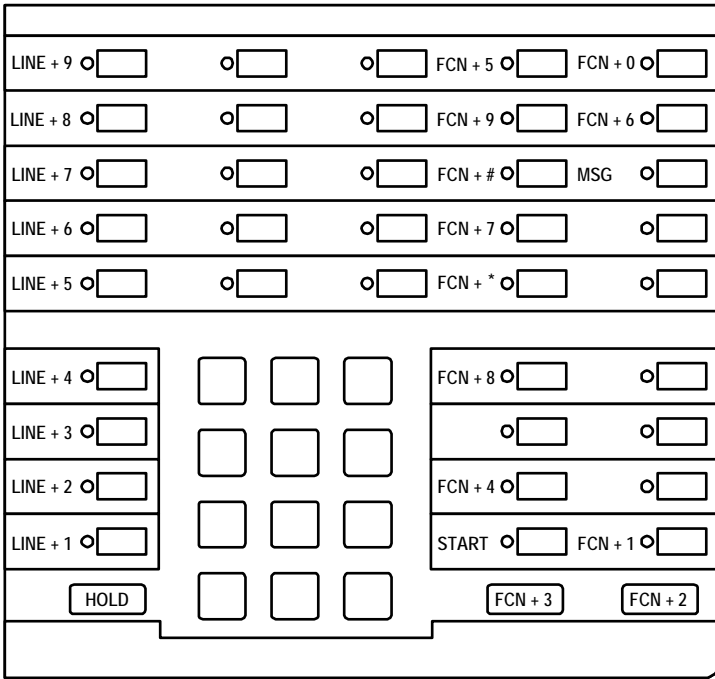 LINE + 9 FCN + 5 FCN + 0
LINE + 8 FCN + 9 FCN + 6
LINE + 7 FCN + # MSG
LINE + 6 FCN + 7
LINE + 5 FCN + *
LINE + 4 FCN + 8
LINE + 3
LINE + 2 FCN + 4
LINE + 1 START FCN + 1
HOLD FCN + 3 FCN + 2